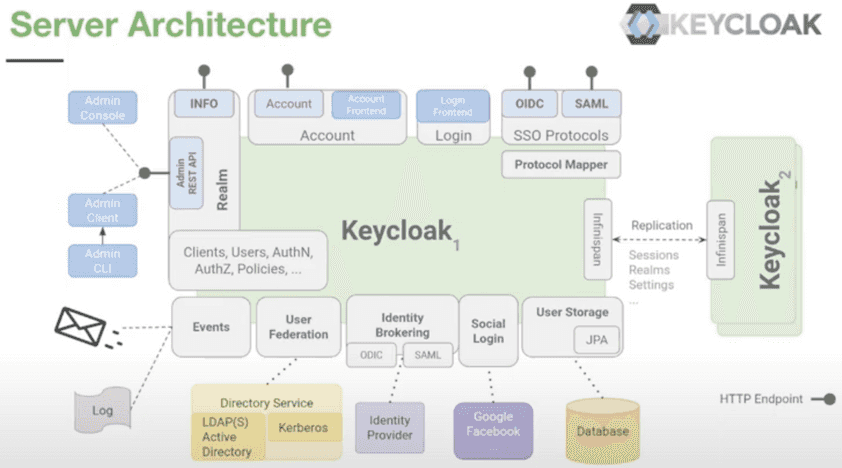 Server Architecture
KEYCLOAK
Admin
Console
INFO
Account
Account
Frontend
Account
Login
Frontend
Login
OIDC
SAML
SSO Protocols
Protocol Mapper
Admin
REST API
Realm
Admin
Client
Admin
CLI
Keycloak
1
Clients, Users, AuthN,
AuthZ, Policies, ...
Infinispan
Replication
Sessions
Realms
Settings
...
Infinispan
Keycloak_2
Events
User
Federation
Identity
Brokering
ODIC
SAML
Social
Login
User Storage
JPA
Log
Directory Service
LDAP(S)
Active
Directory
Kerberos
Identity
Provider
Google
Facebook
...
Database
HTTP Endpoint